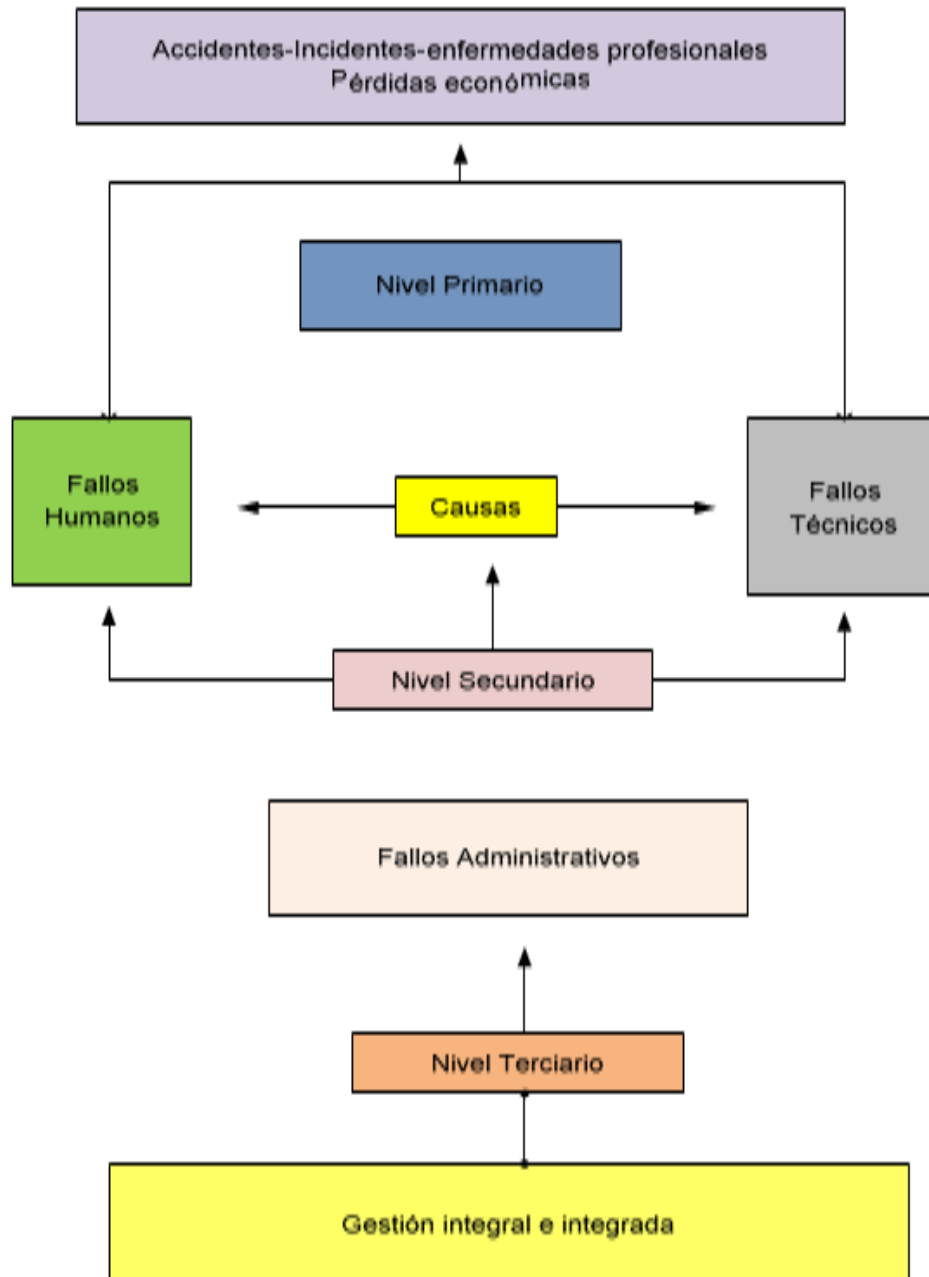 Accidentes-Incidentes-enfermedades profesionales
Pérdidas económicas
Nivel Primario
Fallos
Humanos
Causas
Fallos
Técnicos
Nivel Secundario
Fallos Administrativos
Nivel Terciario
Gestión integral e integrada